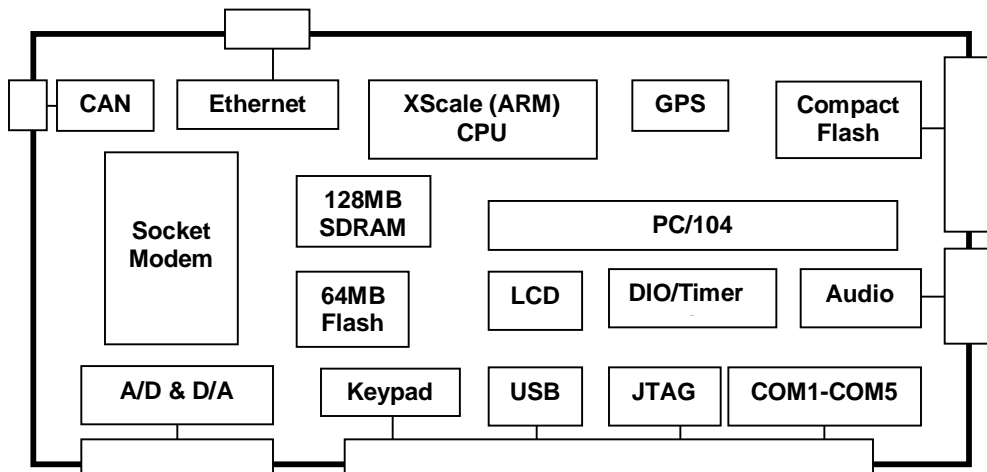 CAN
Ethernet
XScale (ARM)
CPU
GPS
Compact
Flash
Socket
Modem
128MB
SDRAM
PC/104
64MB
Flash
LCD
DIO/Timer
Audio
A/D & D/A
Keypad
USB
JTAG
COM1-COM5